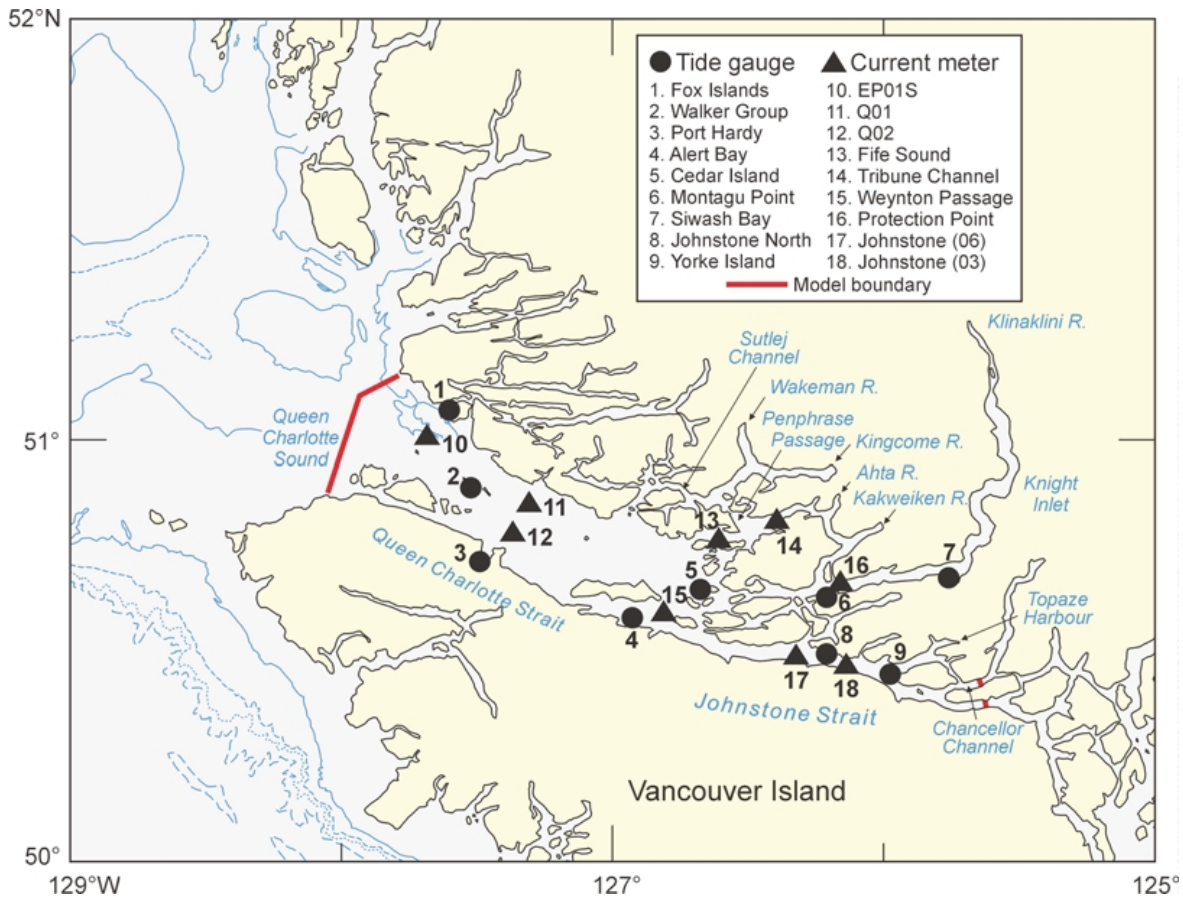 52°N
Tide gauge
1. Fox Islands
2. Walker Group
3. Port Hardy
4. Alert Bay
5. Cedar Island
6. Montagu Point
7. Siwash Bay
8. Johnstone North
9. Yorke Island
Current meter
10. EP01S
11. Q01
12. Q02
13. Fife Sound
14. Tribune Channel
15. Weynton Passage
16. Protection Point
17. Johnstone (06)
18. Johnstone (03)
Model boundary
Klinaklini R.
Sutlej
Channel
Wakeman R.
Penphrase
Passage
Kingcome R.
Ahta R.
Kakweiken R.
Knight
Inlet
Queen
Charlotte
Sound
51°
1
10
2
11
12
3
13
14
5
15
4
16
6
7
8
9
17
18
Queen Charlotte Strait
Topaze
Harbour
Johnstone Strait
Chancellor
Channel
Vancouver Island
50°
129°W
127°
125°